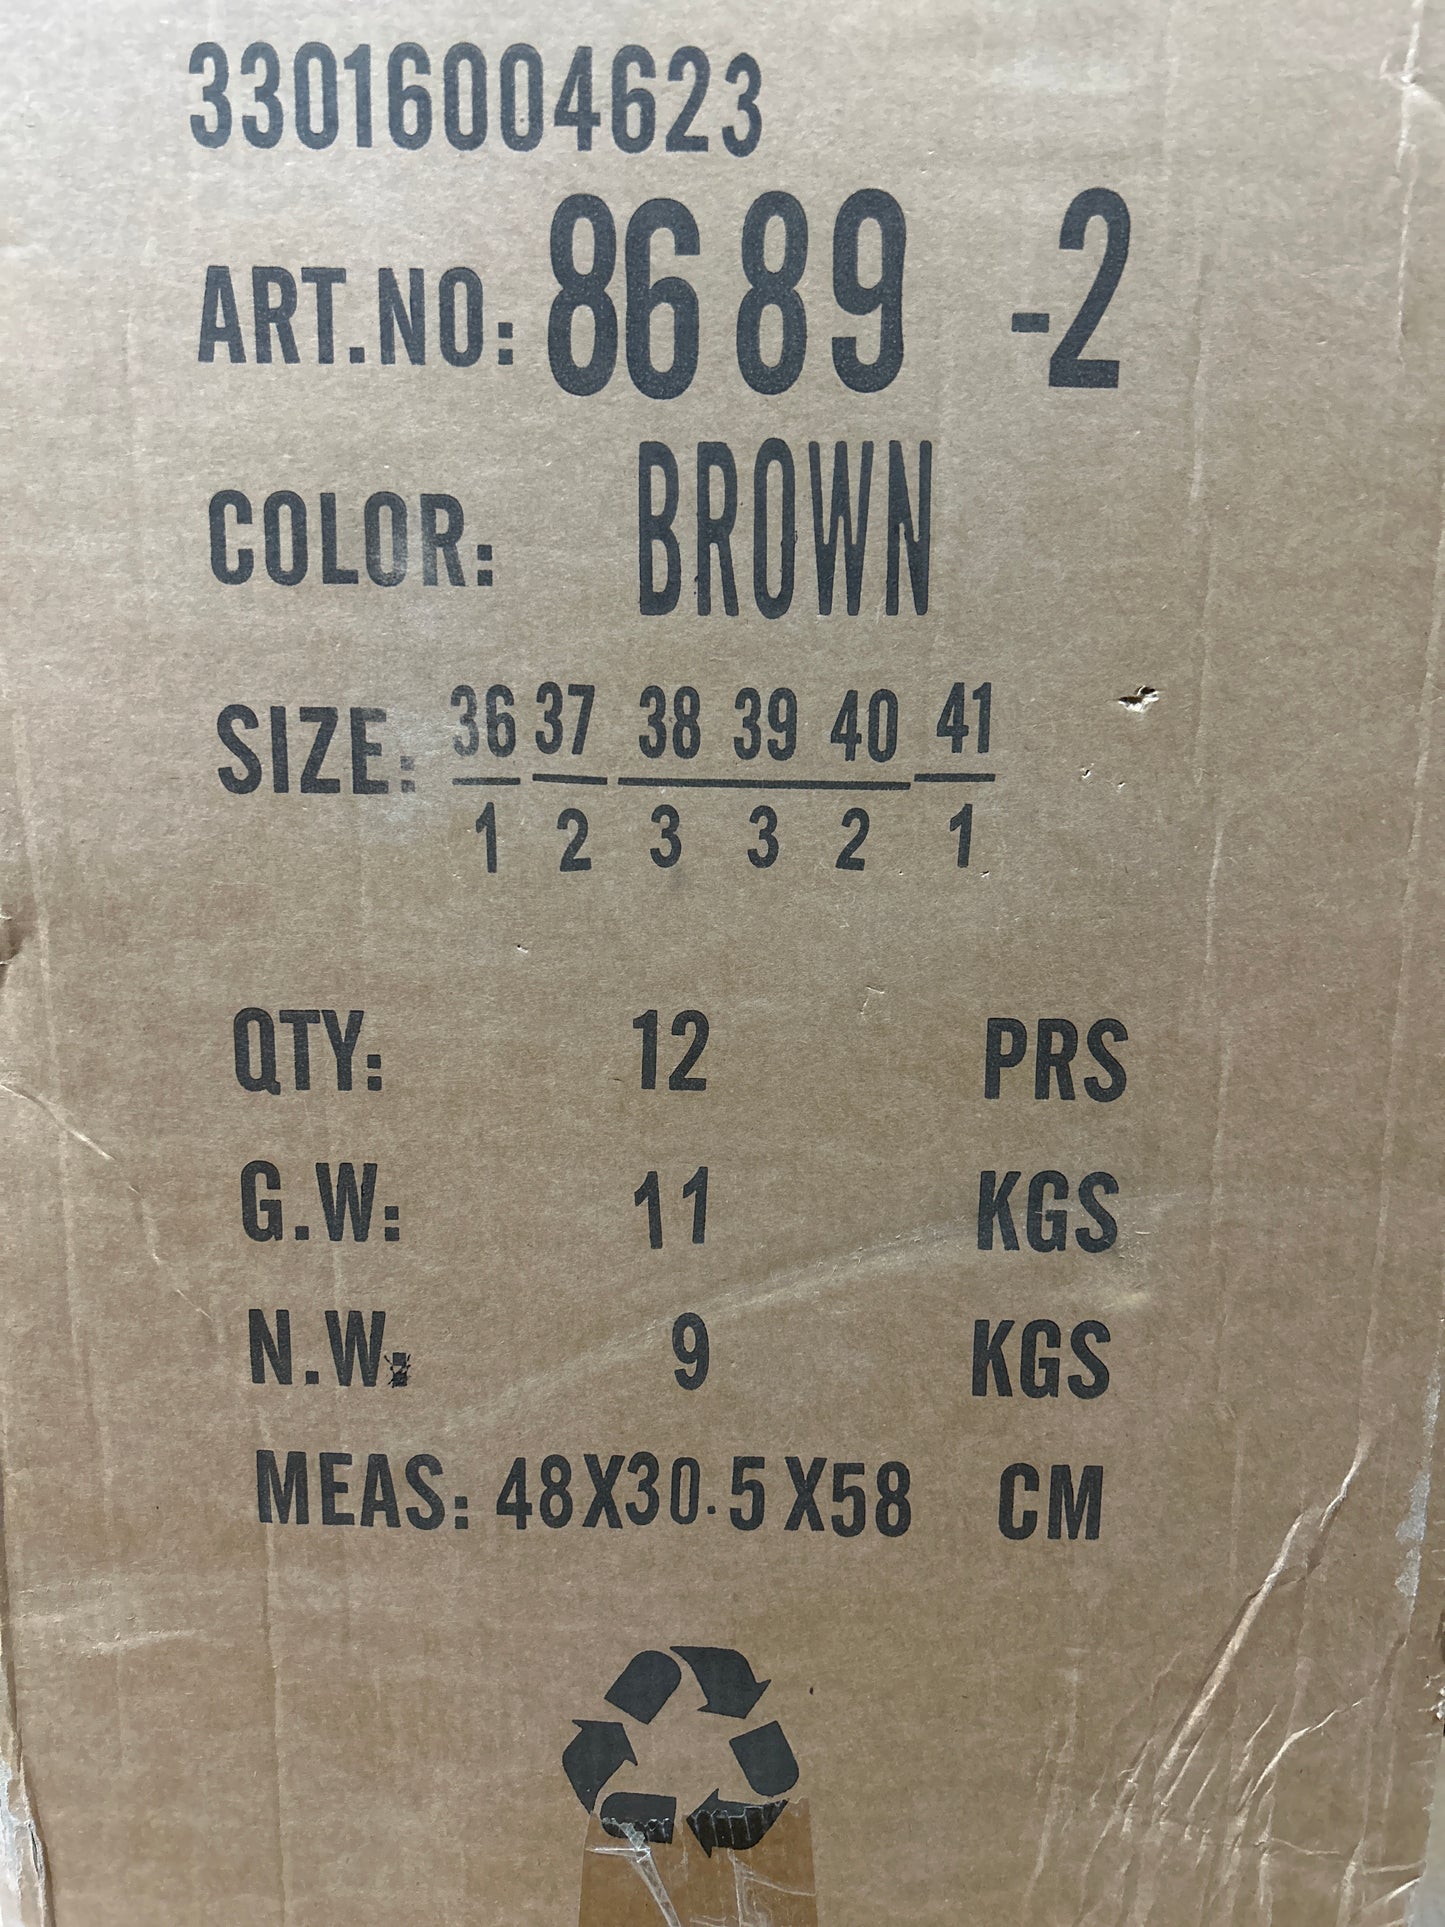 33016004623
ART.NO: 8689 -2
COLOR: BROWN
SIZE: 36 37 38 39 40 41
1 2 3 3 2 1
QTY: 12 PRS
G.W: 11 KGS
N.W: 9 KGS
MEAS: 48X30.5X58 CM